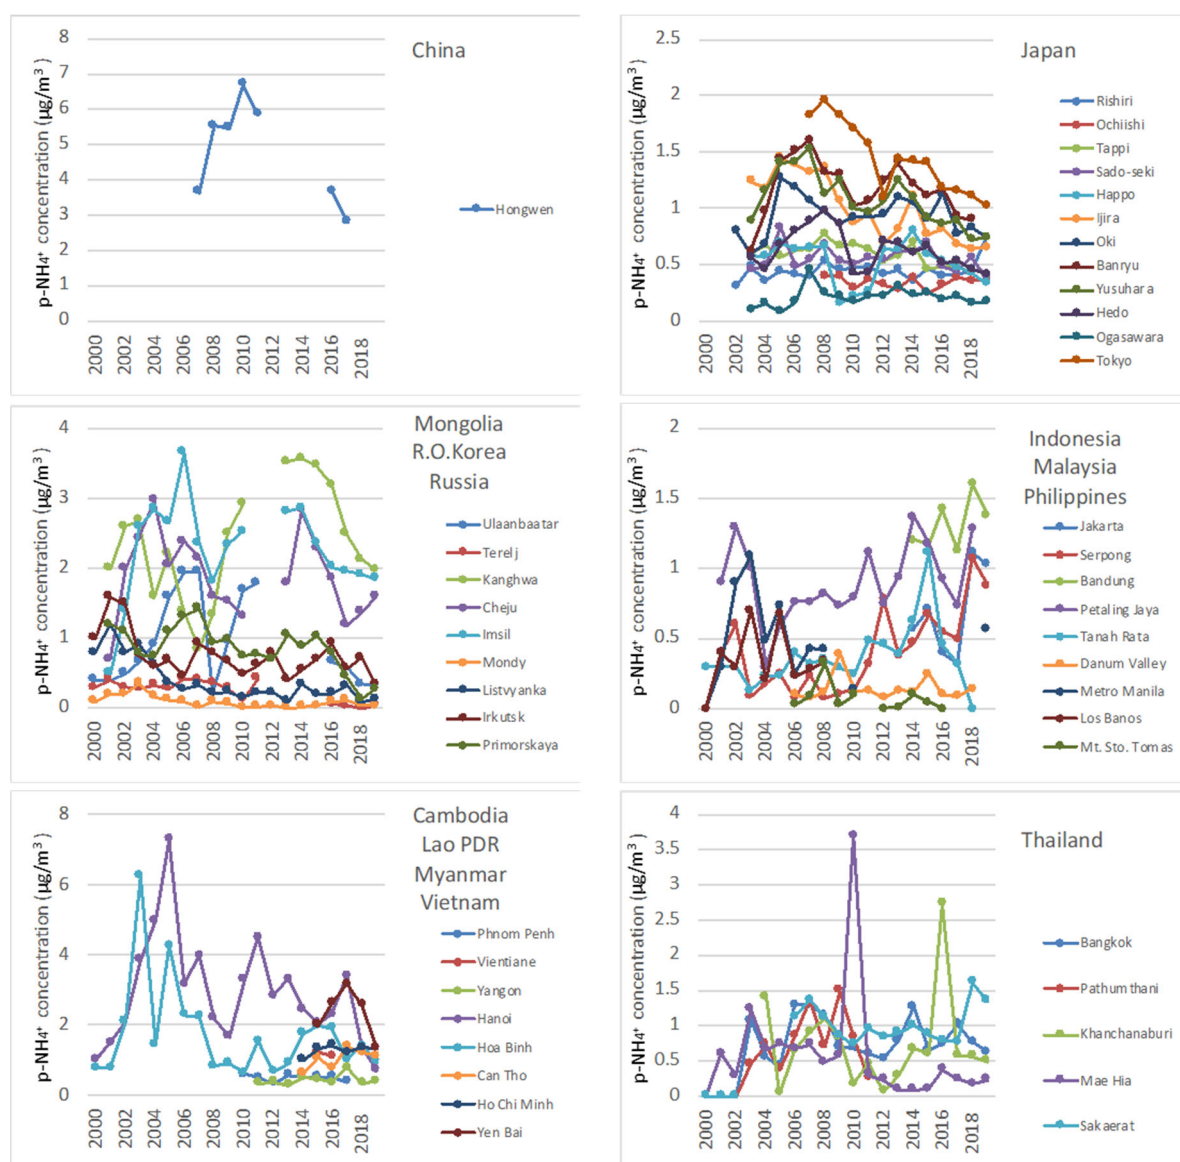 China
p-NH₄⁺ concentration (µg/m³)
8
7
6
5
4
3
2
1
0
2000
2002
2004
2006
2008
2010
2012
2014
2016
2018
Hongwen
Japan
p-NH₄⁺ concentration (µg/m³)
2.5
2
1.5
1
0.5
0
2000
2002
2004
2006
2008
2010
2012
2014
2016
2018
Rishiri
Ochiishi
Tappi
Sado-seki
Happo
Ijira
Oki
Banryu
Yusuhara
Hedo
Ogasawara
Tokyo
Mongolia
R.O.Korea
Russia
p-NH₄⁺ concentration (µg/m³)
4
3
2
1
0
2000
2002
2004
2006
2008
2010
2012
2014
2016
2018
Ulaanbaatar
Terelj
Kanghwa
Cheju
Imsil
Mondy
Listvyanka
Irkutsk
Primorskaya
Indonesia
Malaysia
Philippines
p-NH₄⁺ concentration (µg/m³)
2
1.5
1
0.5
0
2000
2002
2004
2006
2008
2010
2012
2014
2016
2018
Jakarta
Serpong
Bandung
Petaling Jaya
Tanah Rata
Danum Valley
Metro Manila
Los Banos
Mt. Sto. Tomas
Cambodia
Lao PDR
Myanmar
Vietnam
p-NH₄⁺ concentration (µg/m³)
8
6
4
2
0
2000
2002
2004
2006
2008
2010
2012
2014
2016
2018
Phnom Penh
Vientiane
Yangon
Hanoi
Hoa Binh
Can Tho
Ho Chi Minh
Yen Bai
Thailand
p-NH₄⁺ concentration (µg/m³)
4
3.5
3
2.5
2
1.5
1
0.5
0
2000
2002
2004
2006
2008
2010
2012
2014
2016
2018
Bangkok
Pathumthani
Khanchanaburi
Mae Hia
Sakaerat